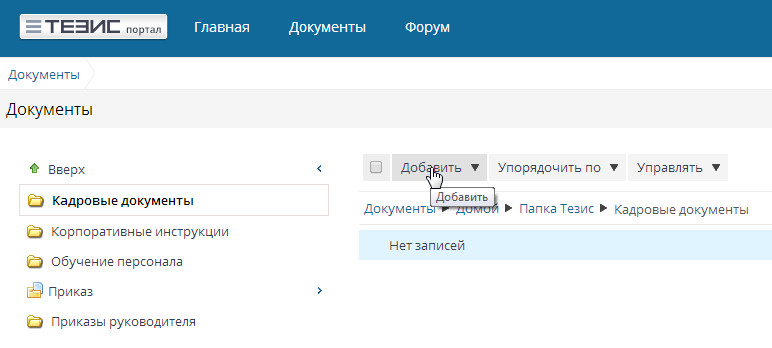 ТЕЗИС портал Главная Документы Форум
Документы
Документы
Вверх
Кадровые документы
Корпоративные инструкции
Обучение персонала
Приказ
Приказы руководителя
Добавить Упорядочить по Управлять
Добавить
Документы Домой Папка Тезис Кадровые документы
Нет записей